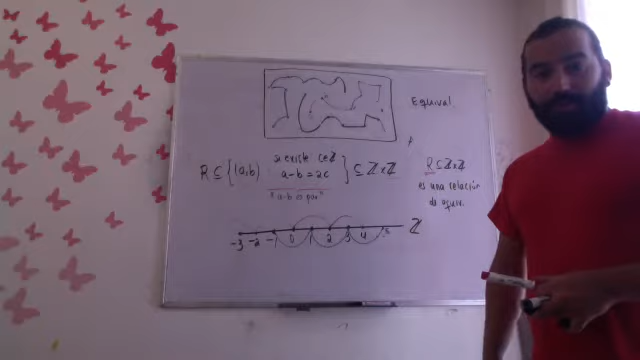 Equival.
si existe c∈ℤ
R ⊆ {(a,b) : a-b=2c } ⊆ ℤ×ℤ
"a-b es par"
R ⊆ ℤ×ℤ
es una relación
de equiv.
-3 -2 -1 0 1 2 3 4 5 ℤ